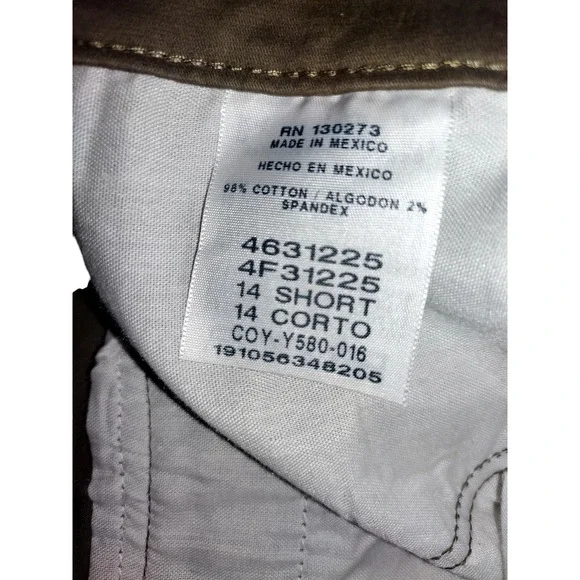 RN 130273
MADE IN MEXICO
HECHO EN MEXICO
98% COTTON / ALGODON 2%
SPANDEX
4631225
4F31225
14 SHORT
14 CORTO
COY-Y580-016
191056348205